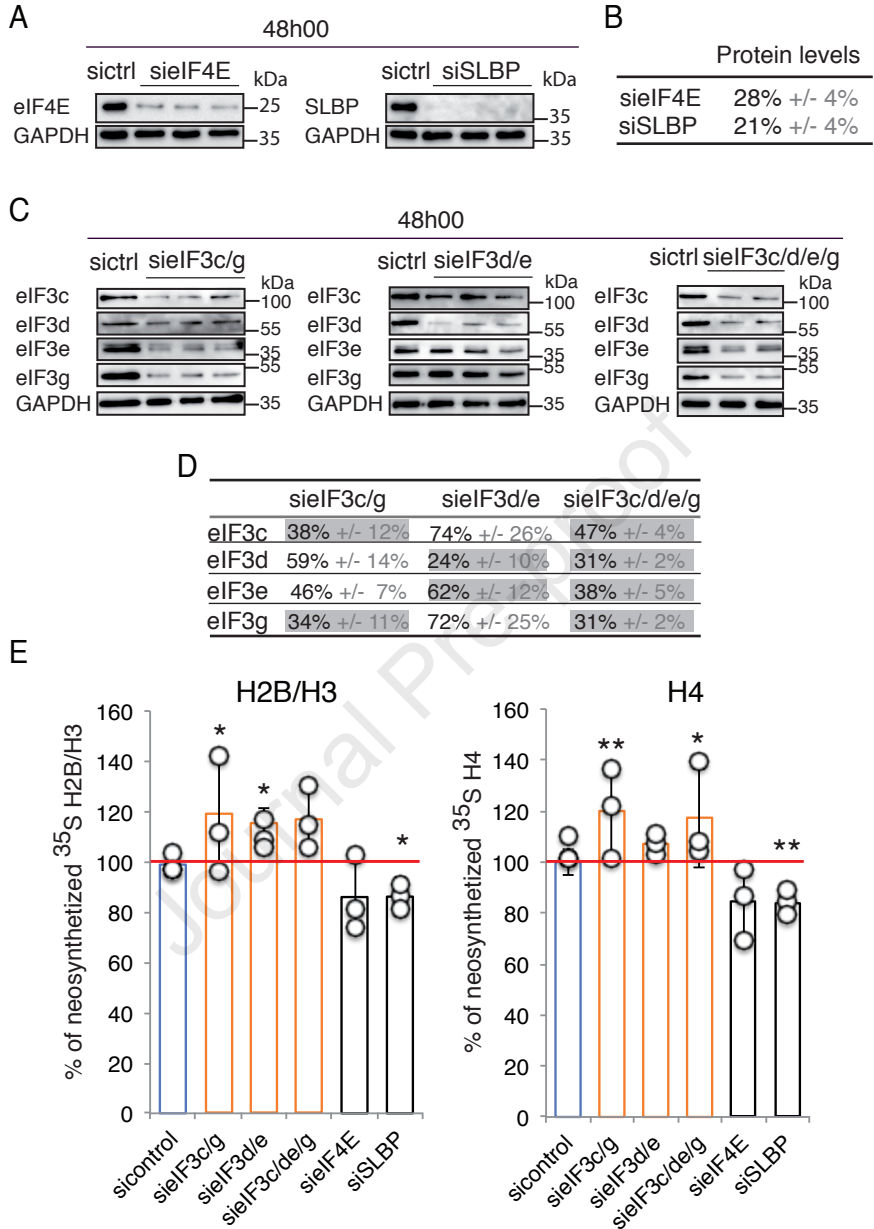 A
48h00
sictrl sieIF4E kDa
eIF4E 25
GAPDH 35
sictrl siSLBP kDa
SLBP 35
GAPDH 35
B
Protein levels
sieIF4E 28% +/- 4%
siSLBP 21% +/- 4%
C
48h00
sictrl sieIF3c/g kDa
eIF3c 100
eIF3d 55
eIF3e 35
eIF3g 55
GAPDH 35
sictrl sieIF3d/e kDa
eIF3c 100
eIF3d 55
eIF3e 35
eIF3g 55
GAPDH 35
sictrl sieIF3c/d/e/g kDa
eIF3c 100
eIF3d 55
eIF3e 35
eIF3g 55
GAPDH 35
D
sieIF3c/g sieIF3d/e sieIF3c/d/e/g
eIF3c 38% +/- 12% 74% +/- 26% 47% +/- 4%
eIF3d 59% +/- 14% 24% +/- 10% 31% +/- 2%
eIF3e 46% +/- 7% 62% +/- 12% 38% +/- 5%
eIF3g 34% +/- 11% 72% +/- 25% 31% +/- 2%
E
H2B/H3
% of neosynthetized 35S H2B/H3
160
140
120
100
80
60
40
20
0
* * *
sicontrol
sieIF3c/g
sieIF3d/e
sieIF3c/de/g
sieIF4E
siSLBP
H4
% of neosynthetized 35S H4
160
140
120
100
80
60
40
20
0
** * **
sicontrol
sieIF3c/g
sieIF3d/e
sieIF3c/de/g
sieIF4E
siSLBP
Journal Pre-proof